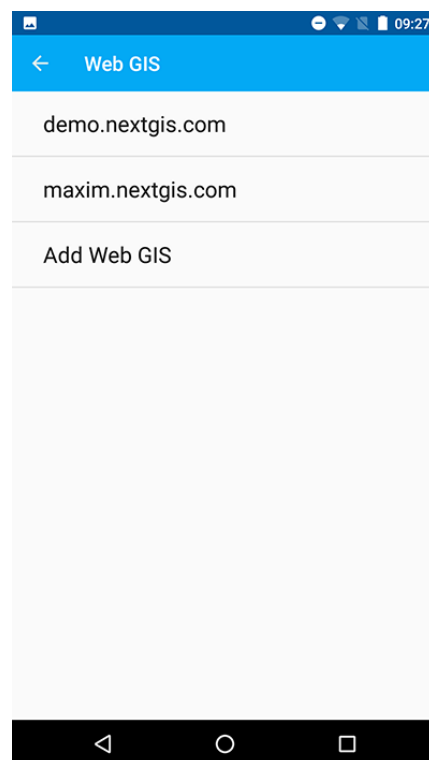 09:27
Web GIS
demo.nextgis.com
maxim.nextgis.com
Add Web GIS